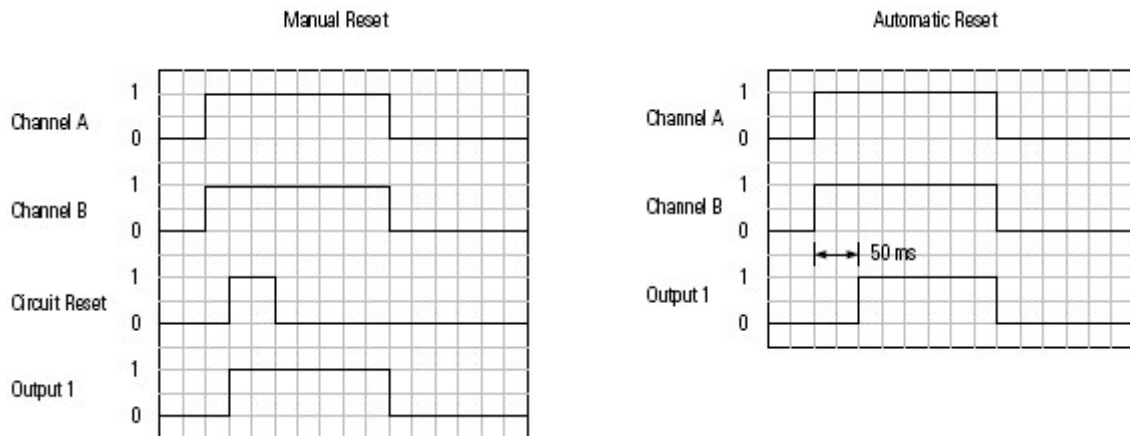 Manual Reset
Channel A
1
0
Channel B
1
0
Circuit Reset
1
0
Output 1
1
0
Automatic Reset
Channel A
1
0
Channel B
1
0
50 ms
Output 1
1
0